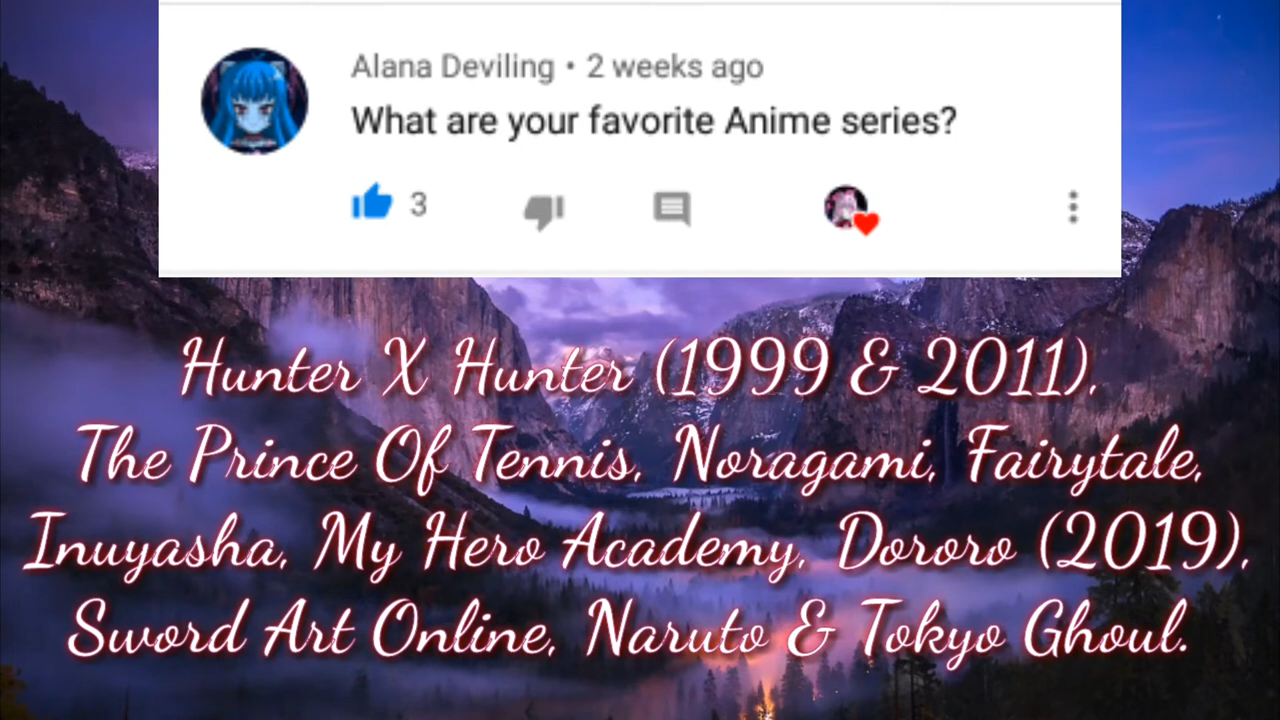 Alana Deviling • 2 weeks ago
What are your favorite Anime series?
3
Hunter X Hunter (1999 & 2011),
The Prince Of Tennis, Noragami, Fairytale,
Inuyasha, My Hero Academy, Dororo (2019),
Sword Art Online, Naruto & Tokyo Ghoul.